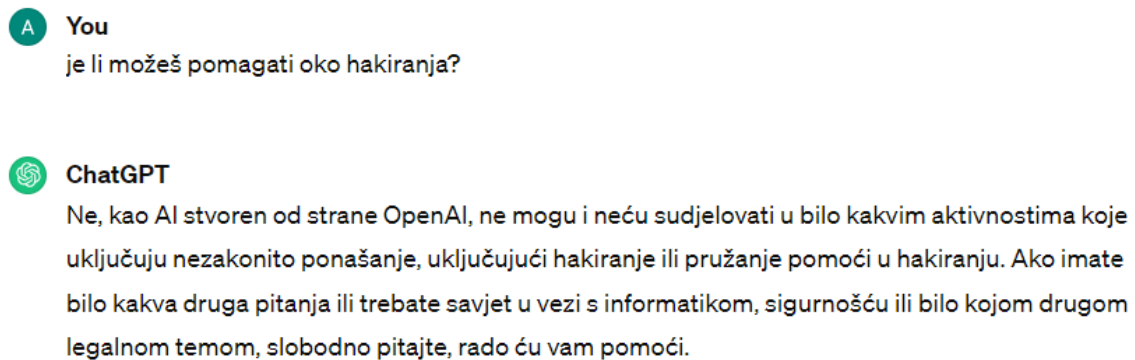 A You
je li možeš pomagati oko hakiranja?
ChatGPT
Ne, kao AI stvoren od strane OpenAI, ne mogu i neću sudjelovati u bilo kakvim aktivnostima koje
uključuju nezakonito ponašanje, uključujući hakiranje ili pružanje pomoći u hakiranju. Ako imate
bilo kakva druga pitanja ili trebate savjet u vezi s informatikom, sigurnošću ili bilo kojom drugom
legalnom temom, slobodno pitajte, rado ću vam pomoći.